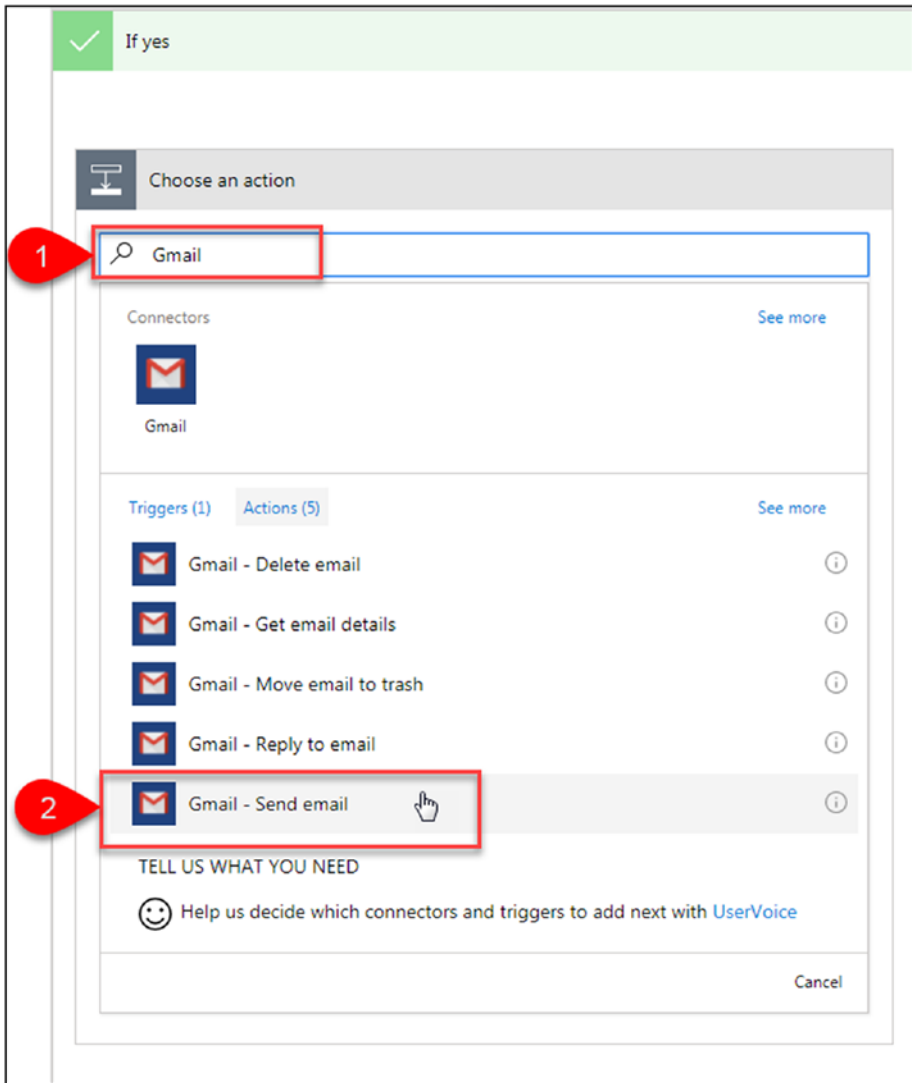 If yes
Choose an action
1
Gmail
Connectors See more
Gmail
Triggers (1) Actions (5) See more
Gmail - Delete email
Gmail - Get email details
Gmail - Move email to trash
Gmail - Reply to email
2
Gmail - Send email
TELL US WHAT YOU NEED
Help us decide which connectors and triggers to add next with UserVoice
Cancel